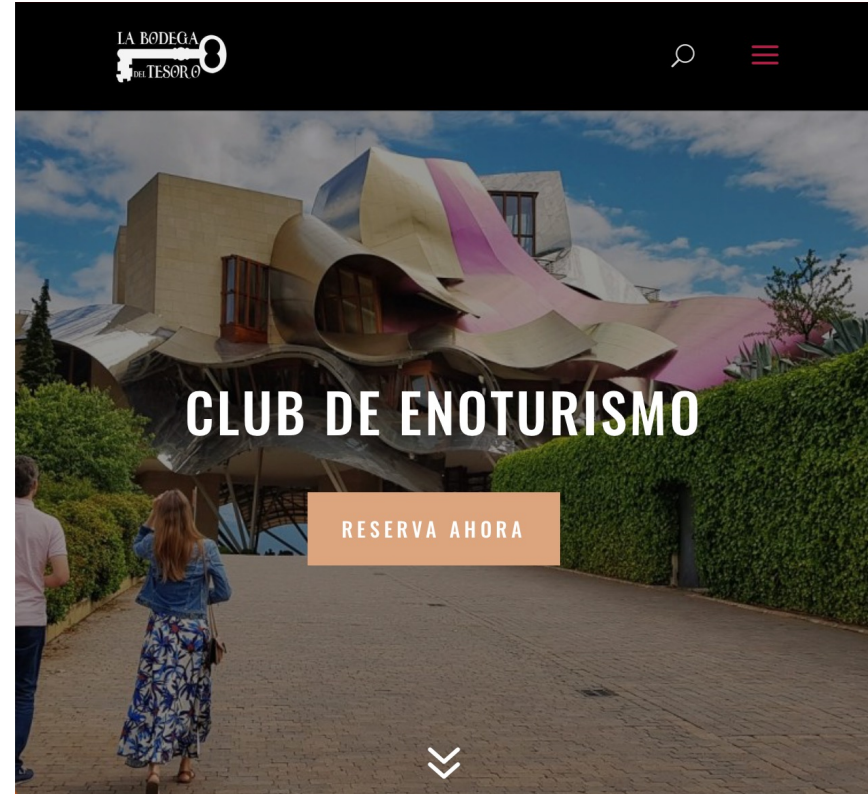 LA BODEGA
DEL TESORO
CLUB DE ENOTURISMO
RESERVA AHORA